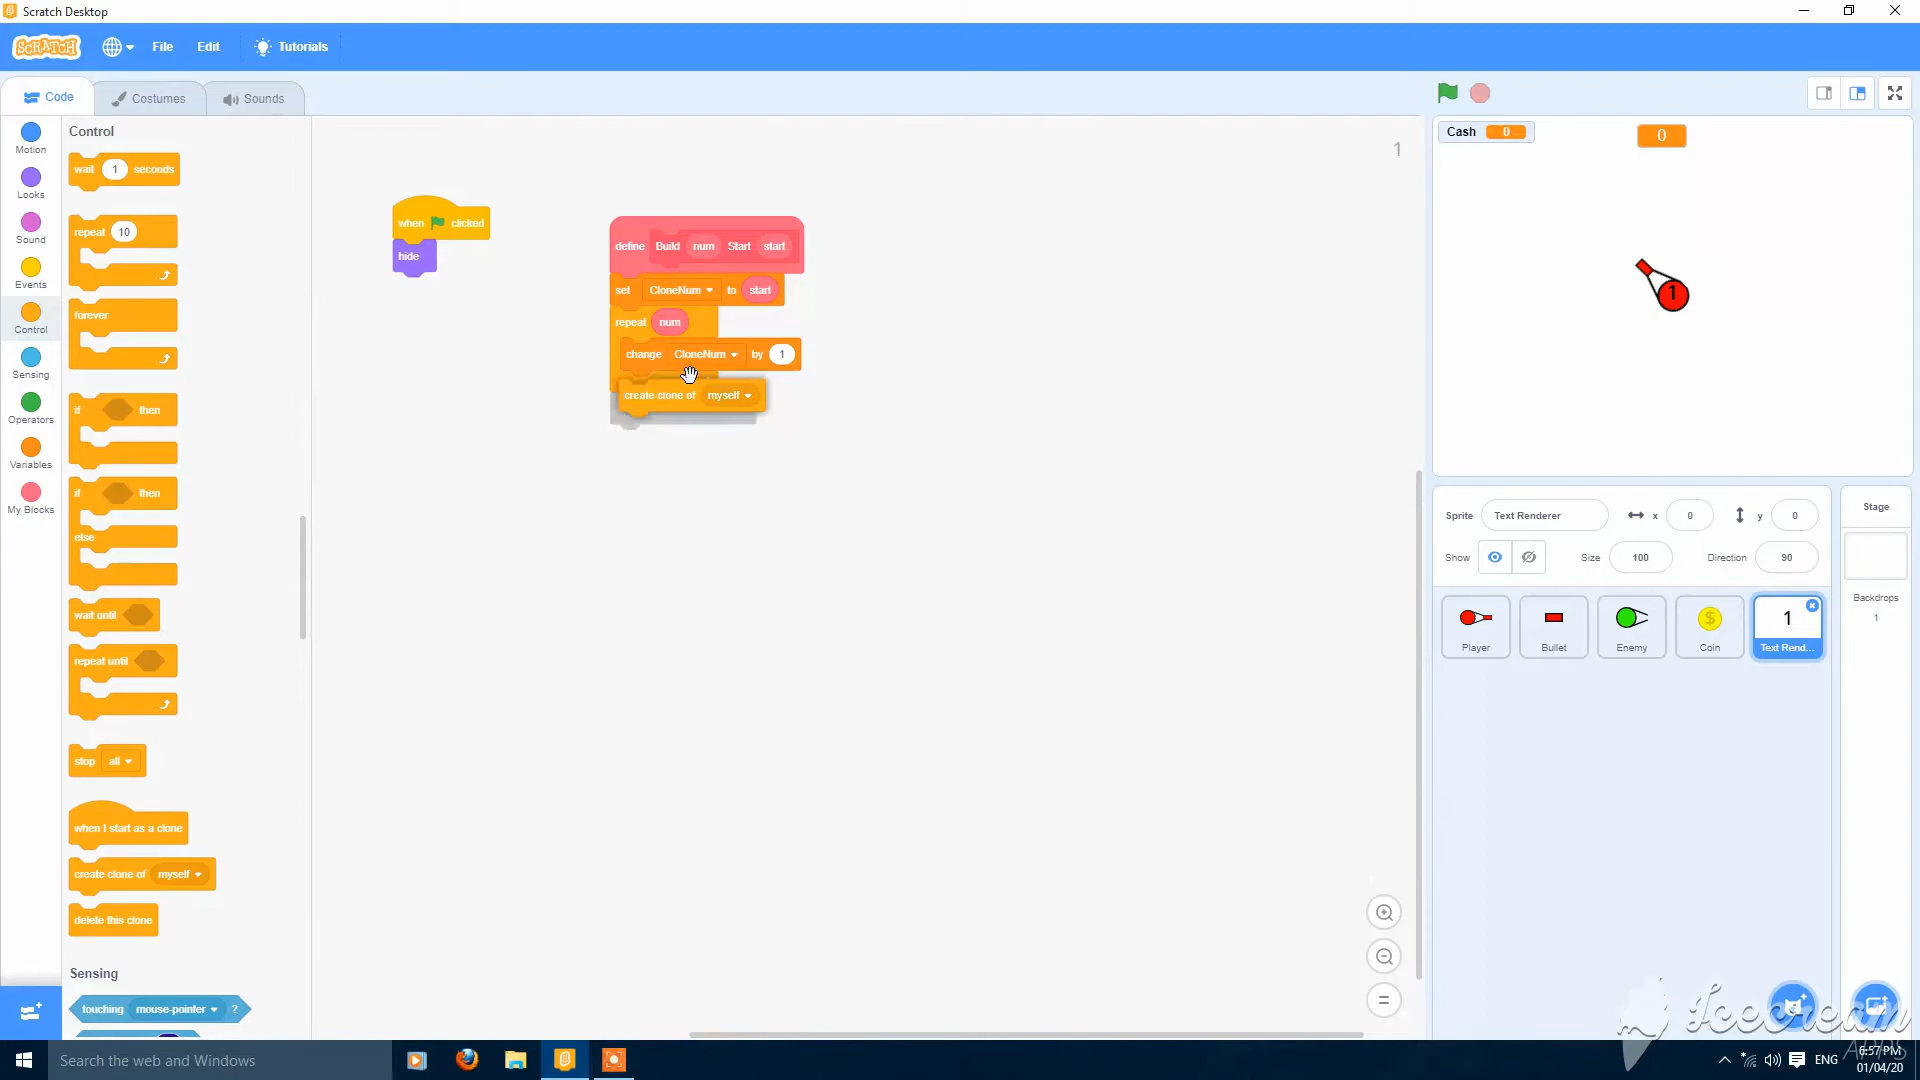 Scratch Desktop
SCRATCH File Edit Tutorials
Code Costumes Sounds
Motion
Looks
Sound
Events
Control
Sensing
Operators
Variables
My Blocks
Control
wait 1 seconds
repeat 10
forever
if then
if then
else
wait until
repeat until
stop all
when I start as a clone
create clone of myself
delete this clone
Sensing
touching mouse-pointer ?
when clicked
hide
define Build num Start start
set CloneNum to start
repeat num
change CloneNum by 1
create clone of myself
1
Cash 0
0
1
Sprite Text Renderer x 0 y 0
Show Size 100 Direction 90
Player
Bullet
Enemy
$
Coin
1
Text Rend...
Stage
Backdrops
1
Icecream
APPS
Search the web and Windows
ENG
6:57 PM
01/04/20